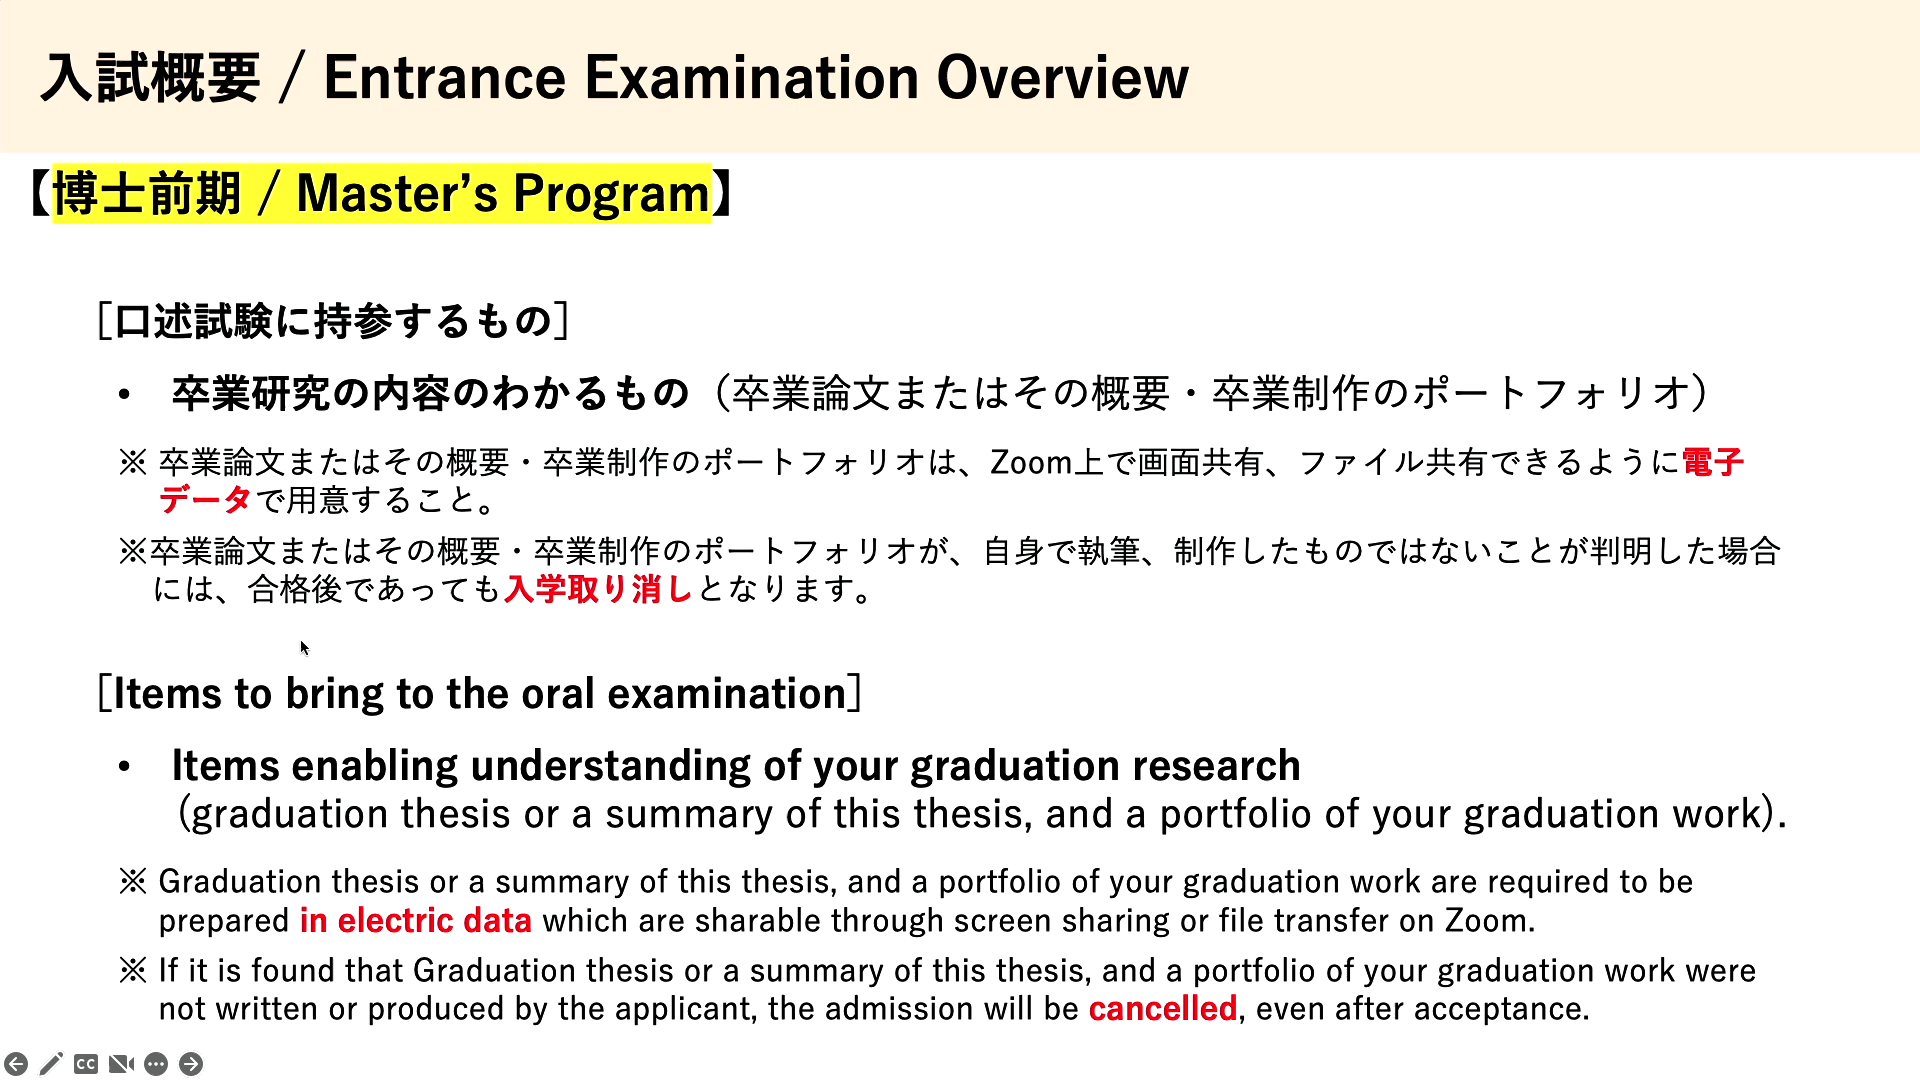 入試概要 / Entrance Examination Overview
【博士前期 / Master’s Program】
[口述試験に持参するもの]
• 卒業研究の内容のわかるもの（卒業論文またはその概要・卒業制作のポートフォリオ）
※ 卒業論文またはその概要・卒業制作のポートフォリオは、Zoom上で画面共有、ファイル共有できるように電子
データで用意すること。
※卒業論文またはその概要・卒業制作のポートフォリオが、自身で執筆、制作したものではないことが判明した場合
には、合格後であっても入学取り消しとなります。
[Items to bring to the oral examination]
• Items enabling understanding of your graduation research
(graduation thesis or a summary of this thesis, and a portfolio of your graduation work).
※ Graduation thesis or a summary of this thesis, and a portfolio of your graduation work are required to be
prepared in electric data which are sharable through screen sharing or file transfer on Zoom.
※ If it is found that Graduation thesis or a summary of this thesis, and a portfolio of your graduation work were
not written or produced by the applicant, the admission will be cancelled, even after acceptance.
CC